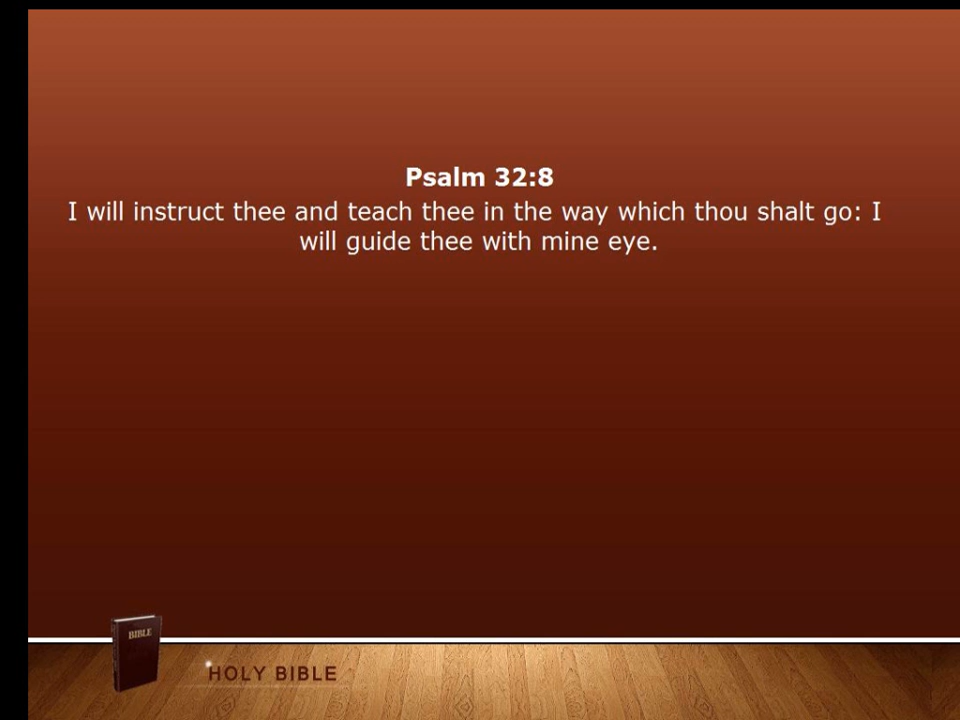 Psalm 32:8
I will instruct thee and teach thee in the way which thou shalt go: I
will guide thee with mine eye.
BIBLE
HOLY BIBLE